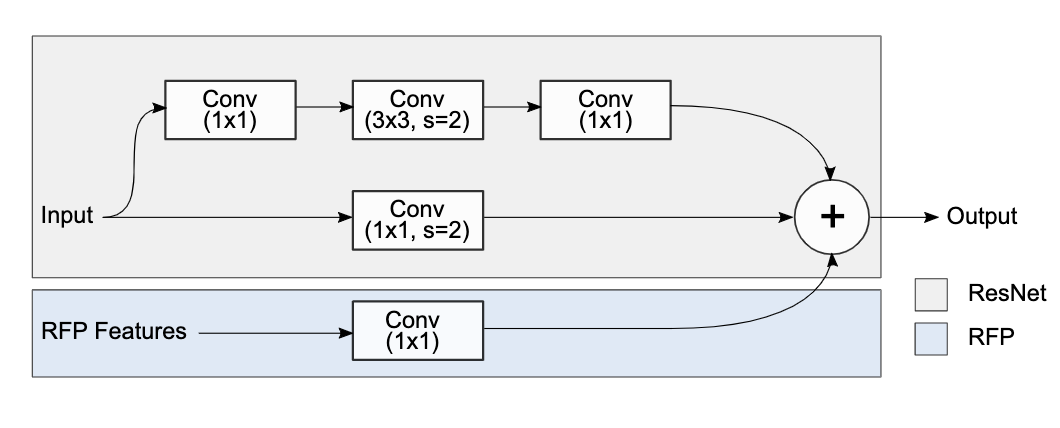 Conv
(1x1)
Conv
(3x3, s=2)
Conv
(1x1)
Input
Conv
(1x1, s=2)
+
Output
RFP Features
Conv
(1x1)
ResNet
RFP